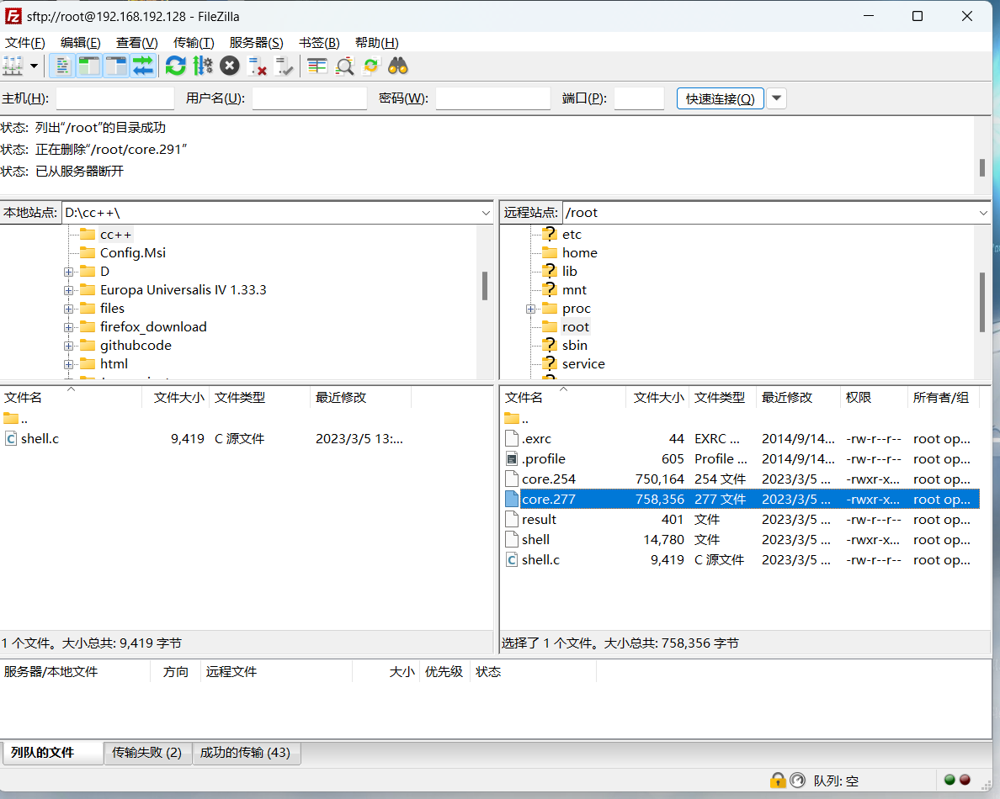 sftp://root@192.168.192.128 - FileZilla
文件(F) 编辑(E) 查看(V) 传输(T) 服务器(S) 书签(B) 帮助(H)
主机(H): 用户名(U): 密码(W): 端口(P): 快速连接(Q)
状态: 列出“/root”的目录成功
状态: 正在删除“/root/core.291”
状态: 已从服务器断开
本地站点: D:\cc++\
cc++
Config.Msi
D
Europa Universalis IV 1.33.3
files
firefox_download
githubcode
html
远程站点: /root
etc
home
lib
mnt
proc
root
sbin
service
文件名 文件大小 文件类型 最近修改
..
shell.c 9,419 C 源文件 2023/3/5 13:...
1 个文件。大小总共: 9,419 字节
文件名 文件大小 文件类型 最近修改 权限 所有者/组
..
.exrc 44 EXRC ... 2014/9/14... -rw-r--r-- root op...
.profile 605 Profile ... 2014/9/14... -rw-r--r-- root op...
core.254 750,164 254 文件 2023/3/5 ... -rwxr-x... root op...
core.277 758,356 277 文件 2023/3/5 ... -rwxr-x... root op...
result 401 文件 2023/3/5 ... -rw-r--r-- root op...
shell 14,780 文件 2023/3/5 ... -rwxr-x... root op...
shell.c 9,419 C 源文件 2023/3/5 ... -rw-r--r-- root op...
选择了 1 个文件。大小总共: 758,356 字节
服务器/本地文件 方向 远程文件 大小 优先级 状态
列队的文件 传输失败 (2) 成功的传输 (43)
队列: 空